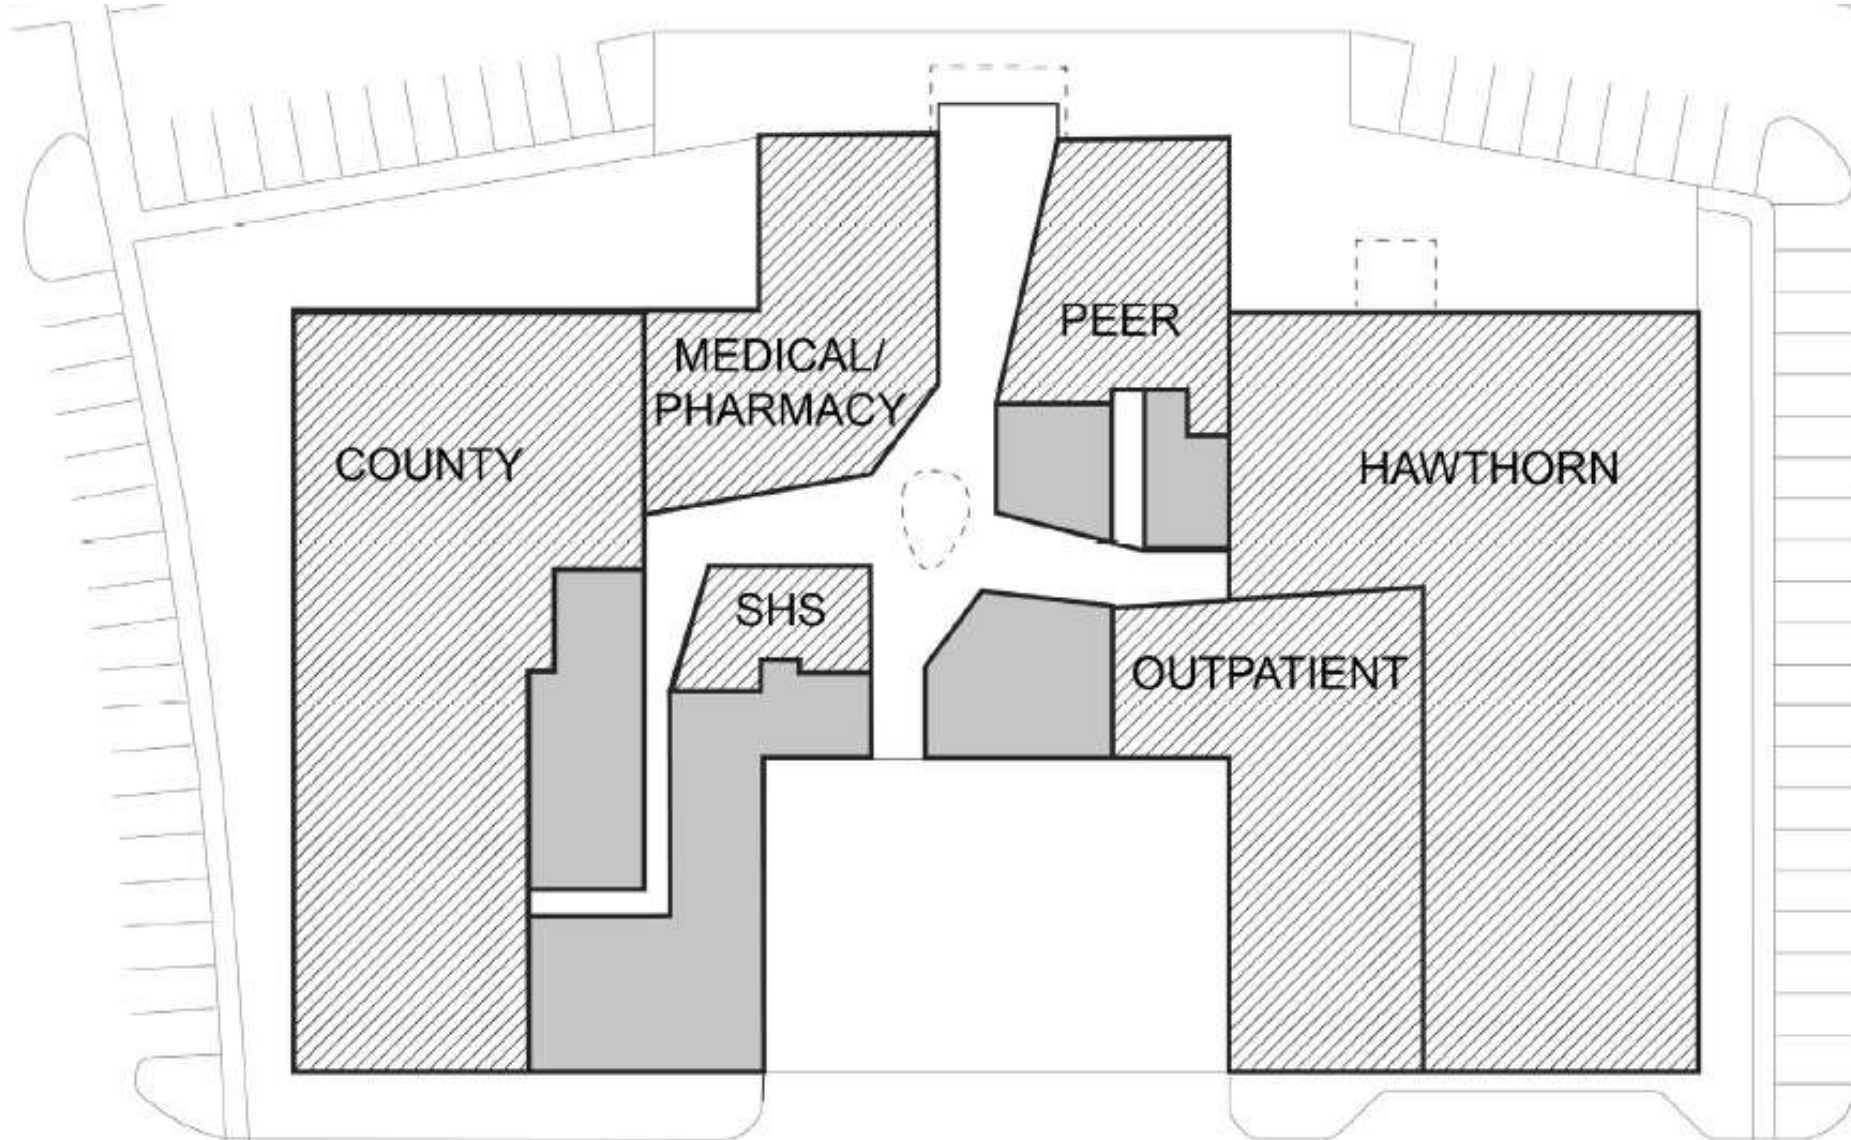 PEER
MEDICAL/
PHARMACY
COUNTY
HAWTHORN
SHS
OUTPATIENT